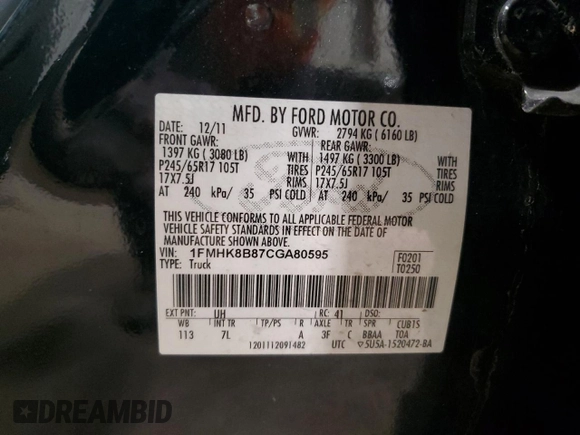 MFD. BY FORD MOTOR CO.
DATE: 12/11 GVWR: 2794 KG ( 6160 LB)
FRONT GAWR: REAR GAWR:
1397 KG ( 3080 LB) WITH 1497 KG ( 3300 LB) WITH
P245/65R17 105T TIRES P245/65R17 105T TIRES
17X7.5J RIMS 17X7.5J RIMS
AT 240 kPa/ 35 PSI COLD AT 240 kPa/ 35 PSI COLD
THIS VEHICLE CONFORMS TO ALL APPLICABLE FEDERAL MOTOR
VEHICLE SAFETY STANDARDS IN EFFECT ON THE DATE OF
MANUFACTURE SHOWN ABOVE.
VIN: 1FMHK8B87CGA80595 F0201
TYPE: Truck T0250
EXT PNT: UH RC: 41 DSO:
WB INT TR TP/PS R AXLE TR SPR CUB1S
113 7L A 3F C BBAA TOA
1201112091482 UTC 5U5A-1520472-BA
DREAMBID